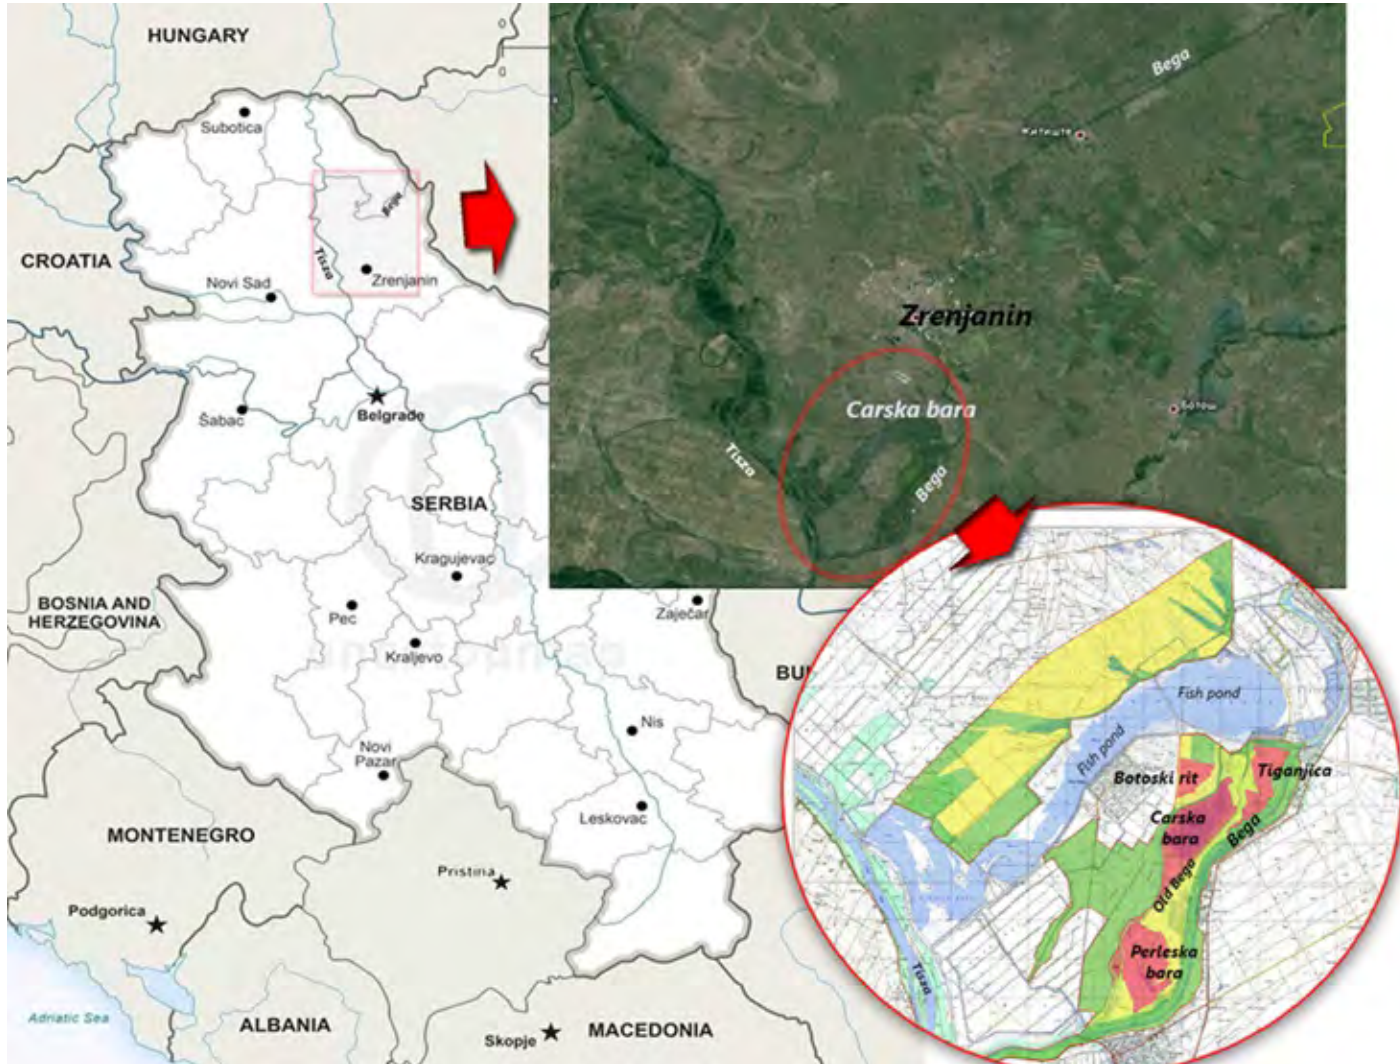 HUNGARY
Subotica
CROATIA
Novi Sad
Tisza
Zrenjanin
Šabac
Belgrade
SERBIA
Kragujevac
BOSNIA AND
HERZEGOVINA
Pec
Kraljevo
Zaječar
BU
Nis
Novi
Pazar
Leskovac
MONTENEGRO
Pristina
Podgorica
Adriatic Sea
ALBANIA
Skopje
MACEDONIA
Bega
Житиште
Zrenjanin
Carska bara
Ботош
Tisza
Bega
Fish pond
Fish pond
Botoski rit
Tiganjica
Carska
bara
Bega
Old Bega
Perleska
bara
Tisza